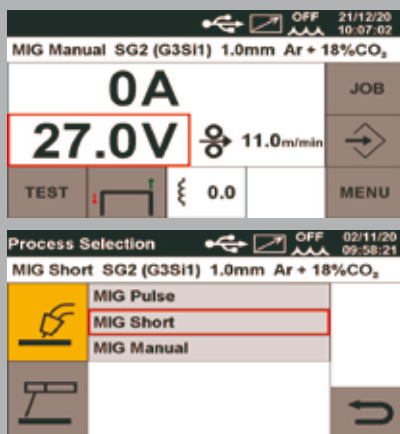 OFF 21/12/20
10:07:02
MIG Manual SG2 (G3Si1) 1.0mm Ar + 18%CO₂
0A
JOB
27.0V
11.0m/min
TEST
0.0
MENU
Process Selection OFF 02/11/20
09:58:21
MIG Short SG2 (G3Si1) 1.0mm Ar + 18%CO₂
MIG Pulse
MIG Short
MIG Manual